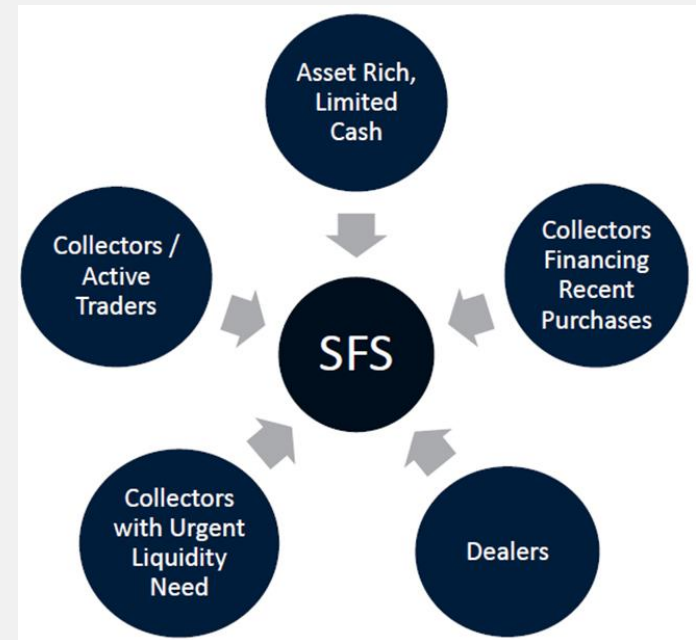 Asset Rich,
Limited
Cash
Collectors /
Active
Traders
Collectors
Financing
Recent
Purchases
SFS
Collectors
with Urgent
Liquidity
Need
Dealers